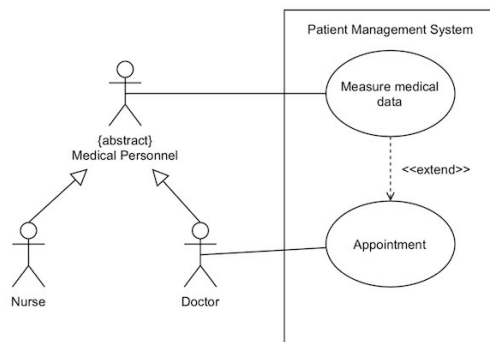 Patient Management System
Measure medical
data
{abstract}
Medical Personnel
<<extend>>
Appointment
Nurse
Doctor